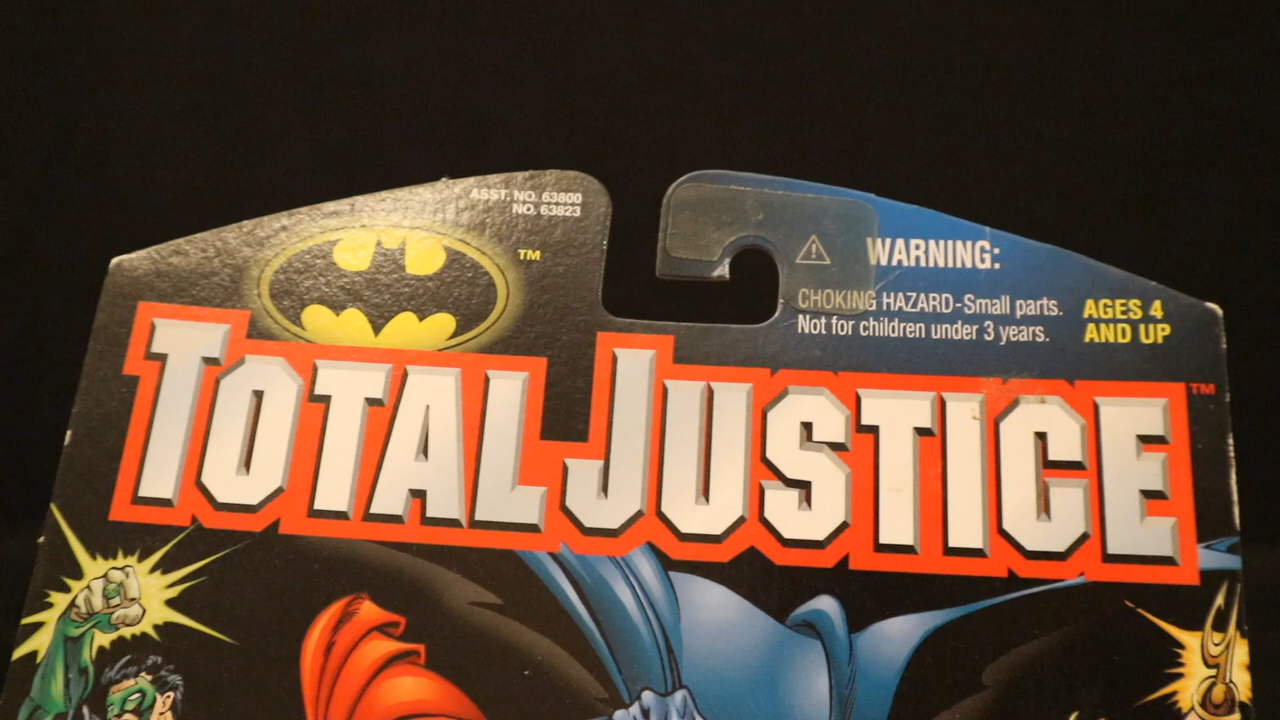 ASST. NO. 63800
NO. 63823
TM
WARNING:
CHOKING HAZARD-Small parts.
Not for children under 3 years.
AGES 4
AND UP
TOTAL JUSTICE
TM